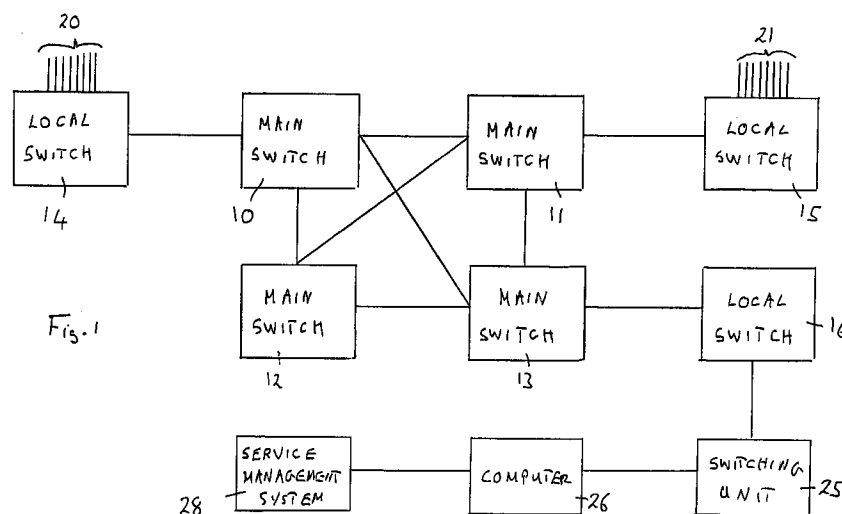 20
21
LOCAL
SWITCH
MAIN
SWITCH
MAIN
SWITCH
LOCAL
SWITCH
14
10
11
15
MAIN
SWITCH
MAIN
SWITCH
LOCAL
SWITCH
Fig.1
12
13
16
SERVICE
MANAGEMENT
SYSTEM
COMPUTER
SWITCHING
UNIT
28
26
25